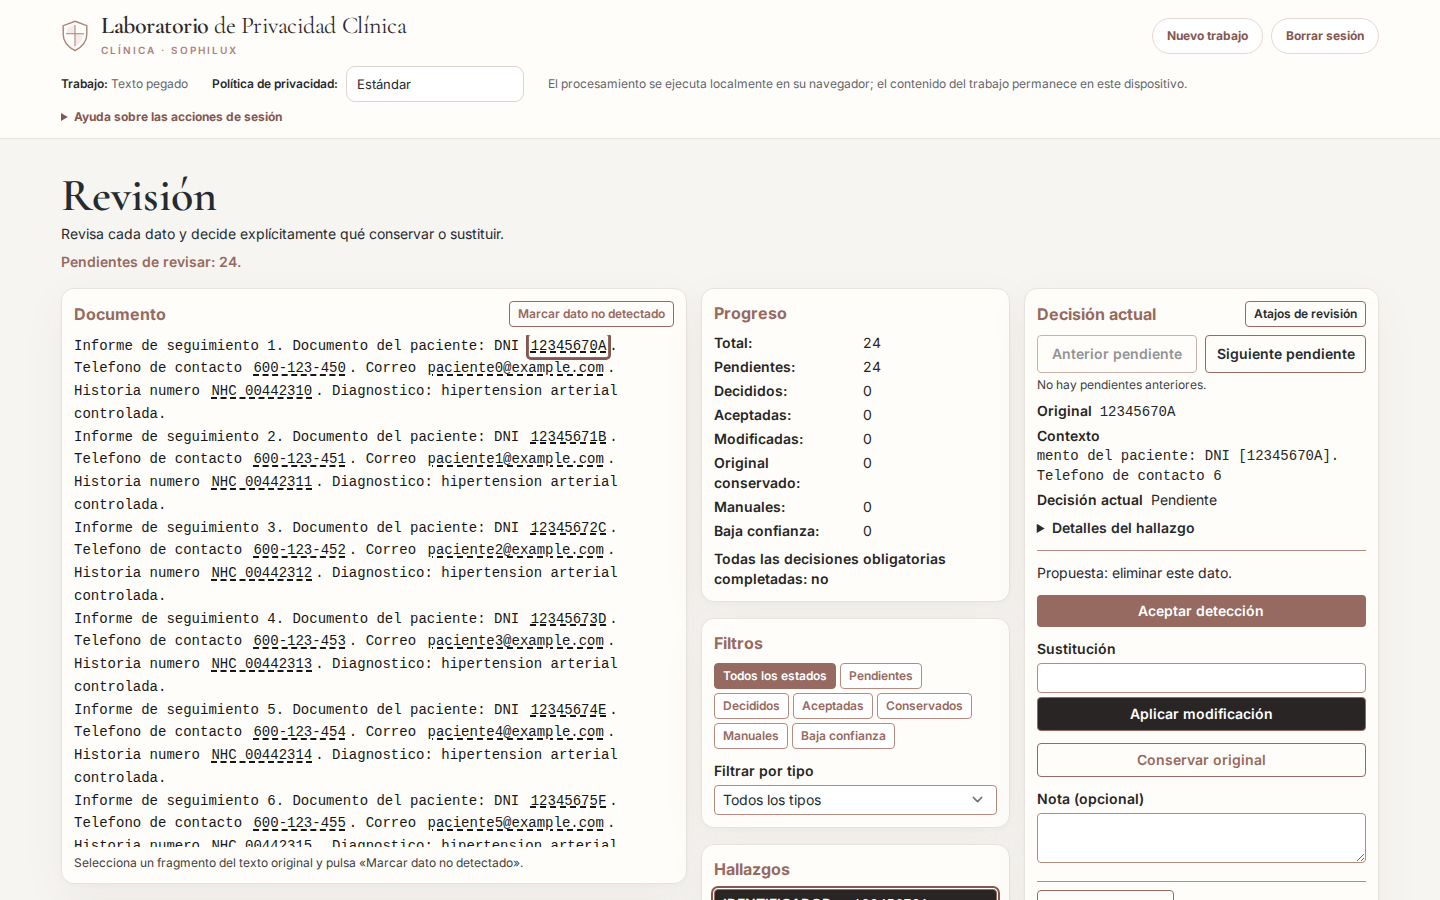 Laboratorio de Privacidad Clínica
CLÍNICA · SOPHILUX
Nuevo trabajo
Borrar sesión
Trabajo: Texto pegado
Política de privacidad: Estándar
El procesamiento se ejecuta localmente en su navegador; el contenido del trabajo permanece en este dispositivo.
Ayuda sobre las acciones de sesión
Revisión
Revisa cada dato y decide explícitamente qué conservar o sustituir.
Pendientes de revisar: 24.
Documento
Marcar dato no detectado
Informe de seguimiento 1. Documento del paciente: DNI 12345670A.
Telefono de contacto 600-123-450. Correo paciente0@example.com.
Historia numero NHC 00442310. Diagnostico: hipertension arterial
controlada.
Informe de seguimiento 2. Documento del paciente: DNI 12345671B.
Telefono de contacto 600-123-451. Correo paciente1@example.com.
Historia numero NHC 00442311. Diagnostico: hipertension arterial
controlada.
Informe de seguimiento 3. Documento del paciente: DNI 12345672C.
Telefono de contacto 600-123-452. Correo paciente2@example.com.
Historia numero NHC 00442312. Diagnostico: hipertension arterial
controlada.
Informe de seguimiento 4. Documento del paciente: DNI 12345673D.
Telefono de contacto 600-123-453. Correo paciente3@example.com.
Historia numero NHC 00442313. Diagnostico: hipertension arterial
controlada.
Informe de seguimiento 5. Documento del paciente: DNI 12345674E.
Telefono de contacto 600-123-454. Correo paciente4@example.com.
Historia numero NHC 00442314. Diagnostico: hipertension arterial
controlada.
Informe de seguimiento 6. Documento del paciente: DNI 12345675F.
Telefono de contacto 600-123-455. Correo paciente5@example.com.
Historia numero NHC 00442315. Diagnostico: hipertension arterial
Selecciona un fragmento del texto original y pulsa «Marcar dato no detectado».
Progreso
Total: 24
Pendientes: 24
Decididos: 0
Aceptadas: 0
Modificadas: 0
Original conservado: 0
Manuales: 0
Baja confianza: 0
Todas las decisiones obligatorias
completadas: no
Filtros
Todos los estados
Pendientes
Decididos
Aceptadas
Conservados
Manuales
Baja confianza
Filtrar por tipo
Todos los tipos
Hallazgos
Decisión actual
Atajos de revisión
Anterior pendiente
Siguiente pendiente
No hay pendientes anteriores.
Original 12345670A
Contexto
mento del paciente: DNI [12345670A].
Telefono de contacto 6
Decisión actual Pendiente
Detalles del hallazgo
Propuesta: eliminar este dato.
Aceptar detección
Sustitución
Aplicar modificación
Conservar original
Nota (opcional)